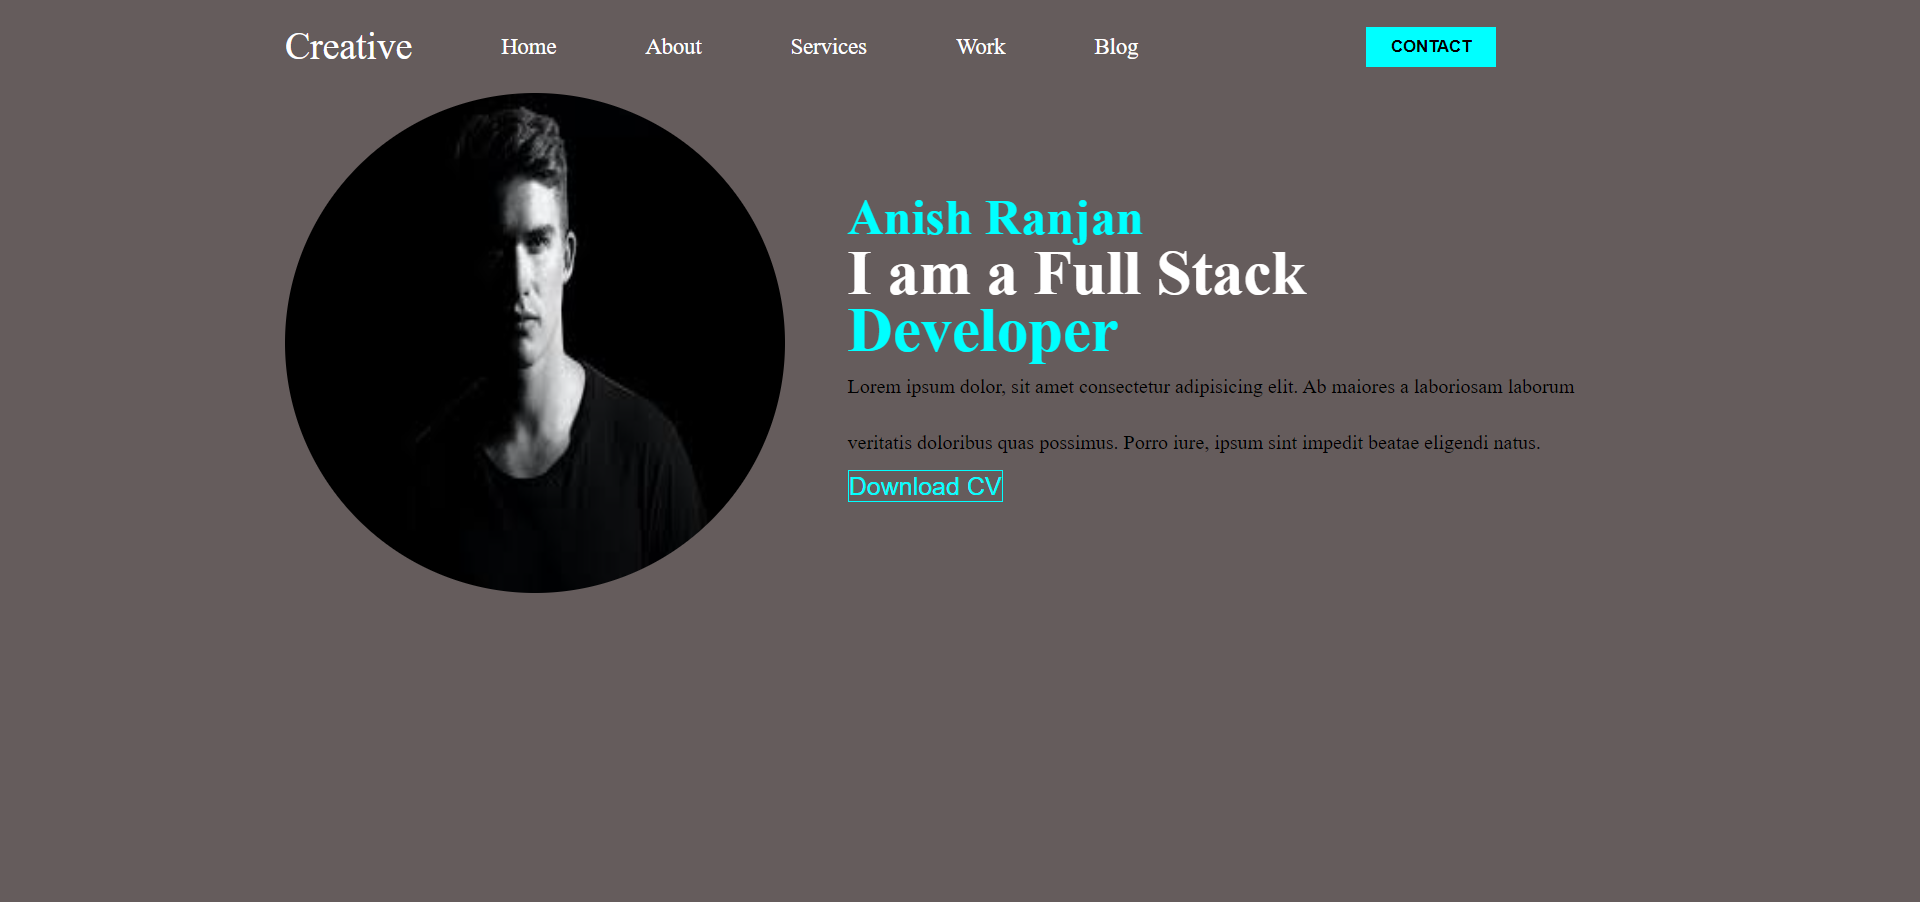 Creative Home About Services Work Blog CONTACT
Anish Ranjan
I am a Full Stack
Developer
Lorem ipsum dolor, sit amet consectetur adipisicing elit. Ab maiores a laboriosam laborum
veritatis doloribus quas possimus. Porro iure, ipsum sint impedit beatae eligendi natus.
Download CV